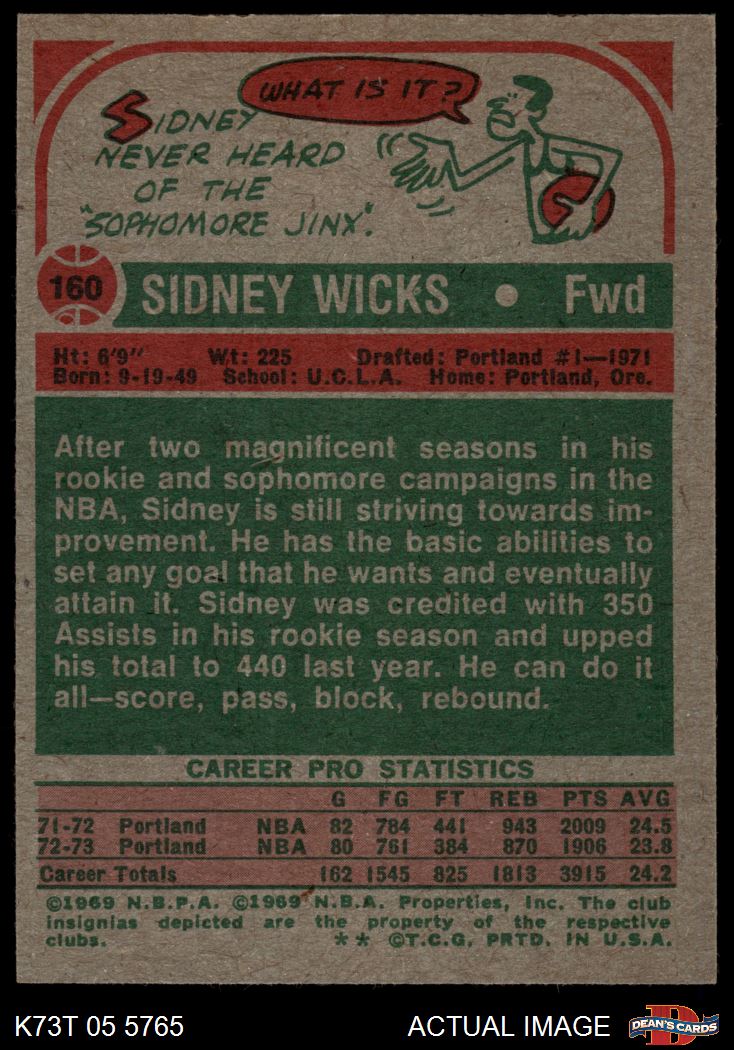 WHAT IS IT?
SIDNEY
NEVER HEARD
OF THE
"SOPHOMORE JINX".
160
SIDNEY WICKS • Fwd
Ht: 6'9" Wt: 225 Drafted: Portland #1—1971
Born: 9-19-49 School: U.C.L.A. Home: Portland, Ore.
After two magnificent seasons in his
rookie and sophomore campaigns in the
NBA, Sidney is still striving towards im-
provement. He has the basic abilities to
set any goal that he wants and eventually
attain it. Sidney was credited with 350
Assists in his rookie season and upped
his total to 440 last year. He can do it
all—score, pass, block, rebound.
CAREER PRO STATISTICS
G FG FT REB PTS AVG
71-72 Portland NBA 82 784 441 943 2009 24.5
72-73 Portland NBA 80 761 384 870 1906 23.8
Career Totals 162 1545 825 1813 3915 24.2
©1969 N.B.P.A. ©1969 N.B.A. Properties, Inc. The club
insignias depicted are the property of the respective
clubs. ** ©T.C.G. PRTD. IN U.S.A.
K73T 05 5765 ACTUAL IMAGE
D
DEAN'S CARDS